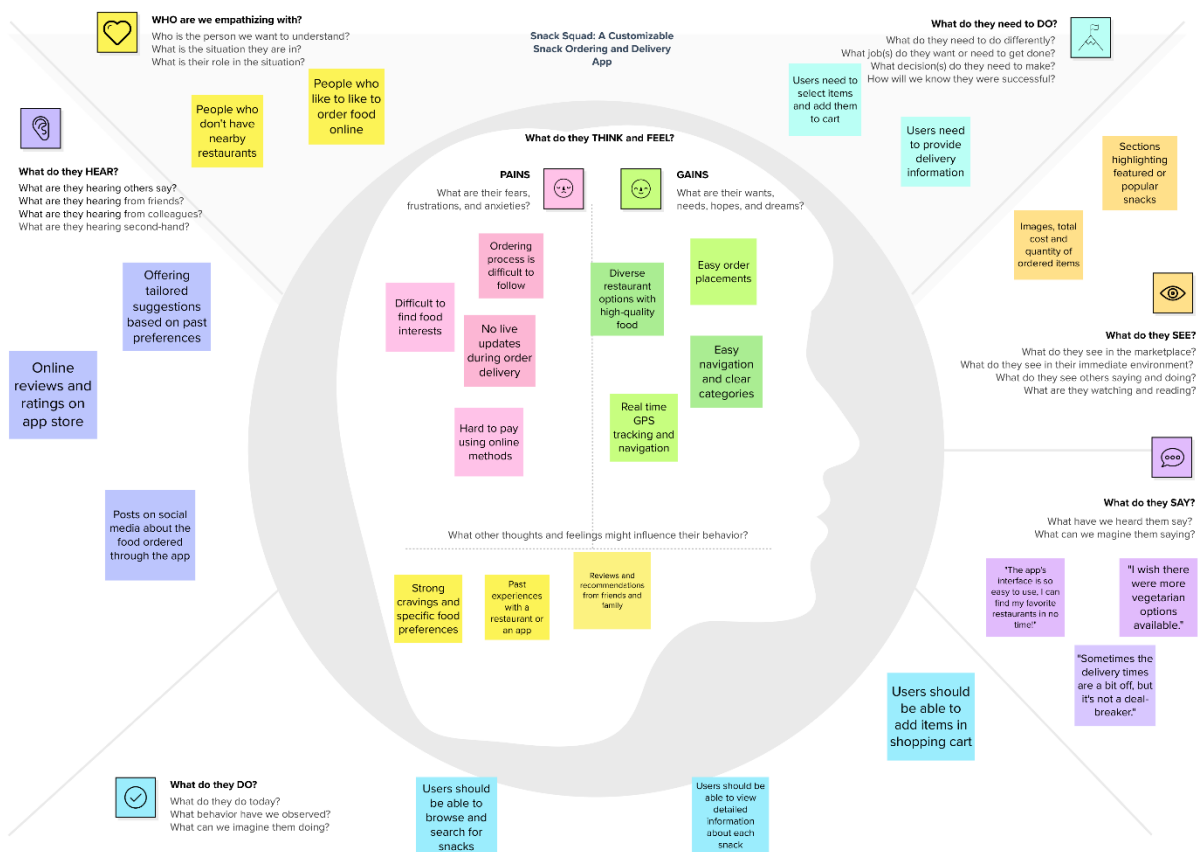 WHO are we empathizing with?
Who is the person we want to understand?
What is the situation they are in?
What is their role in the situation?
People who
don't have
nearby
restaurants
People who
like to like to
order food
online
Snack Squad: A Customizable
Snack Ordering and Delivery
App
What do they need to DO?
What do they need to do differently?
What job(s) do they want or need to get done?
What decision(s) do they need to make?
How will we know they were successful?
Users need to
select items
and add them
to cart
Users need
to provide
delivery
information
What do they HEAR?
What are they hearing others say?
What are they hearing from friends?
What are they hearing from colleagues?
What are they hearing second-hand?
Offering
tailored
suggestions
based on past
preferences
Online
reviews and
ratings on
app store
Posts on social
media about the
food ordered
through the app
What do they THINK and FEEL?
PAINS
What are their fears,
frustrations, and anxieties?
Ordering
process is
difficult to
follow
Difficult to
find food
interests
No live
updates
during order
delivery
Hard to pay
using online
methods
GAINS
What are their wants,
needs, hopes, and dreams?
Diverse
restaurant
options with
high-quality
food
Easy order
placements
Easy
navigation
and clear
categories
Real time
GPS
tracking and
navigation
What other thoughts and feelings might influence their behavior?
Strong
cravings and
specific food
preferences
Past
experiences
with a
restaurant or
an app
Reviews and
recommendations
from friends and
family
Sections
highlighting
featured or
popular
snacks
Images, total
cost and
quantity of
ordered items
What do they SEE?
What do they see in the marketplace?
What do they see in their immediate environment?
What do they see others saying and doing?
What are they watching and reading?
What do they SAY?
What have we heard them say?
What can we magine them saying?
"The app's
interface is so
easy to use, I can
find my favorite
restaurants in no
time!"
"I wish there
were more
vegetarian
options
available."
"Sometimes the
delivery times
are a bit off, but
it's not a deal-
breaker."
What do they DO?
What do they do today?
What behavior have we observed?
What can we imagine them doing?
Users should
be able to
browse and
search for
snacks
Users should be
able to view
detailed
information
about each
snack
Users should
be able to
add items in
shopping cart